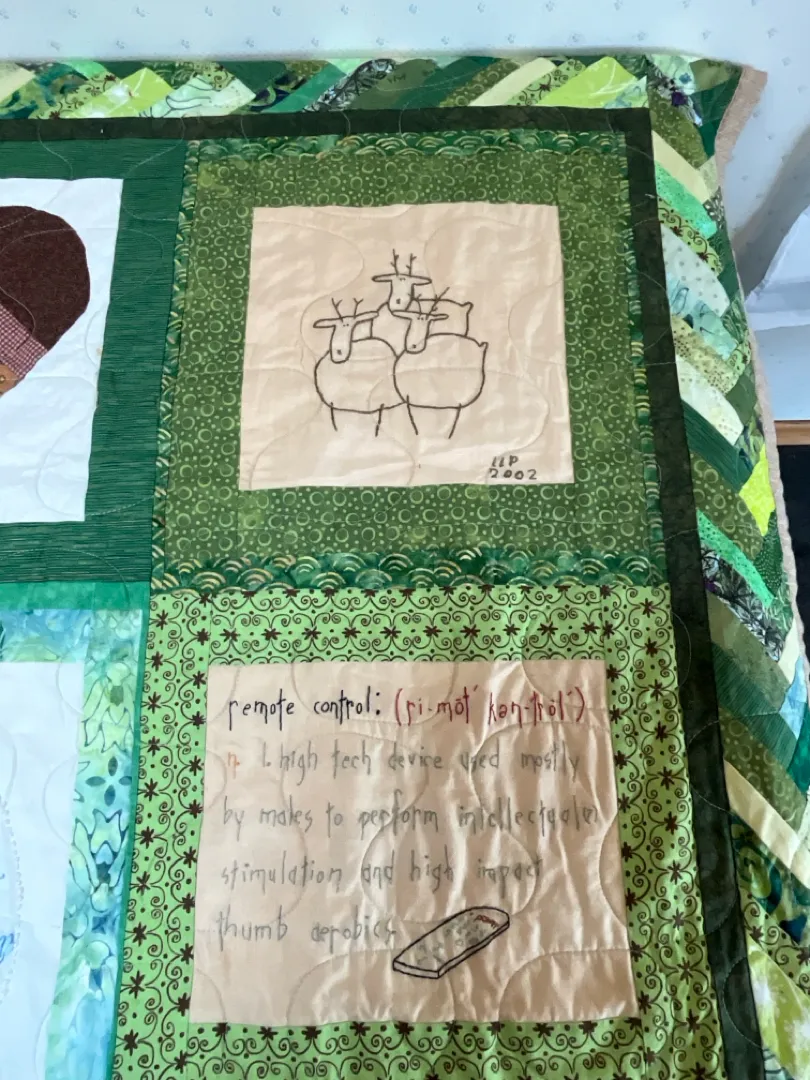 LLP
2002
remote control: (ri-mōt´ kən-trōl´)
n 1. high tech device used mostly
by males to perform intellectual
stimulation and high impact
thumb aerobics